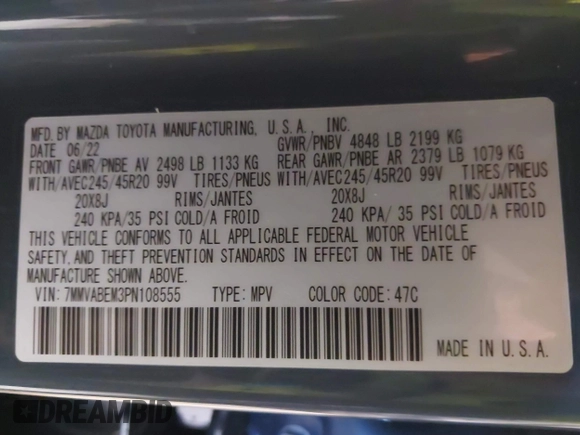 MFD. BY MAZDA TOYOTA MANUFACTURING, U.S.A. INC.
DATE 06/22 GVWR/PNBV 4848 LB 2199 KG
FRONT GAWR/PNBE AV 2498 LB 1133 KG REAR GAWR/PNBE AR 2379 LB 1079 KG
WITH/AVEC245/45R20 99V TIRES/PNEUS WITH/AVEC245/45R20 99V TIRES/PNEUS
20X8J RIMS/JANTES 20X8J RIMS/JANTES
240 KPA/35 PSI COLD/A FROID 240 KPA/ 35 PSI COLD/A FROID
THIS VEHICLE CONFORMS TO ALL APPLICABLE FEDERAL MOTOR VEHICLE
SAFETY, AND THEFT PREVENTION STANDARDS IN EFFECT ON THE DATE OF
MANUFACTURE SHOWN ABOVE.
VIN: 7MMVABEM3PN108555 TYPE: MPV COLOR CODE: 47C
MADE IN U.S.A.
DREAMBID